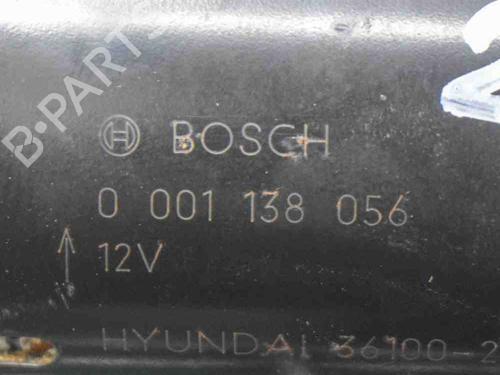 B-PARTS
BOSCH
0 001 138 056
12V
HYUNDAI 36100-2